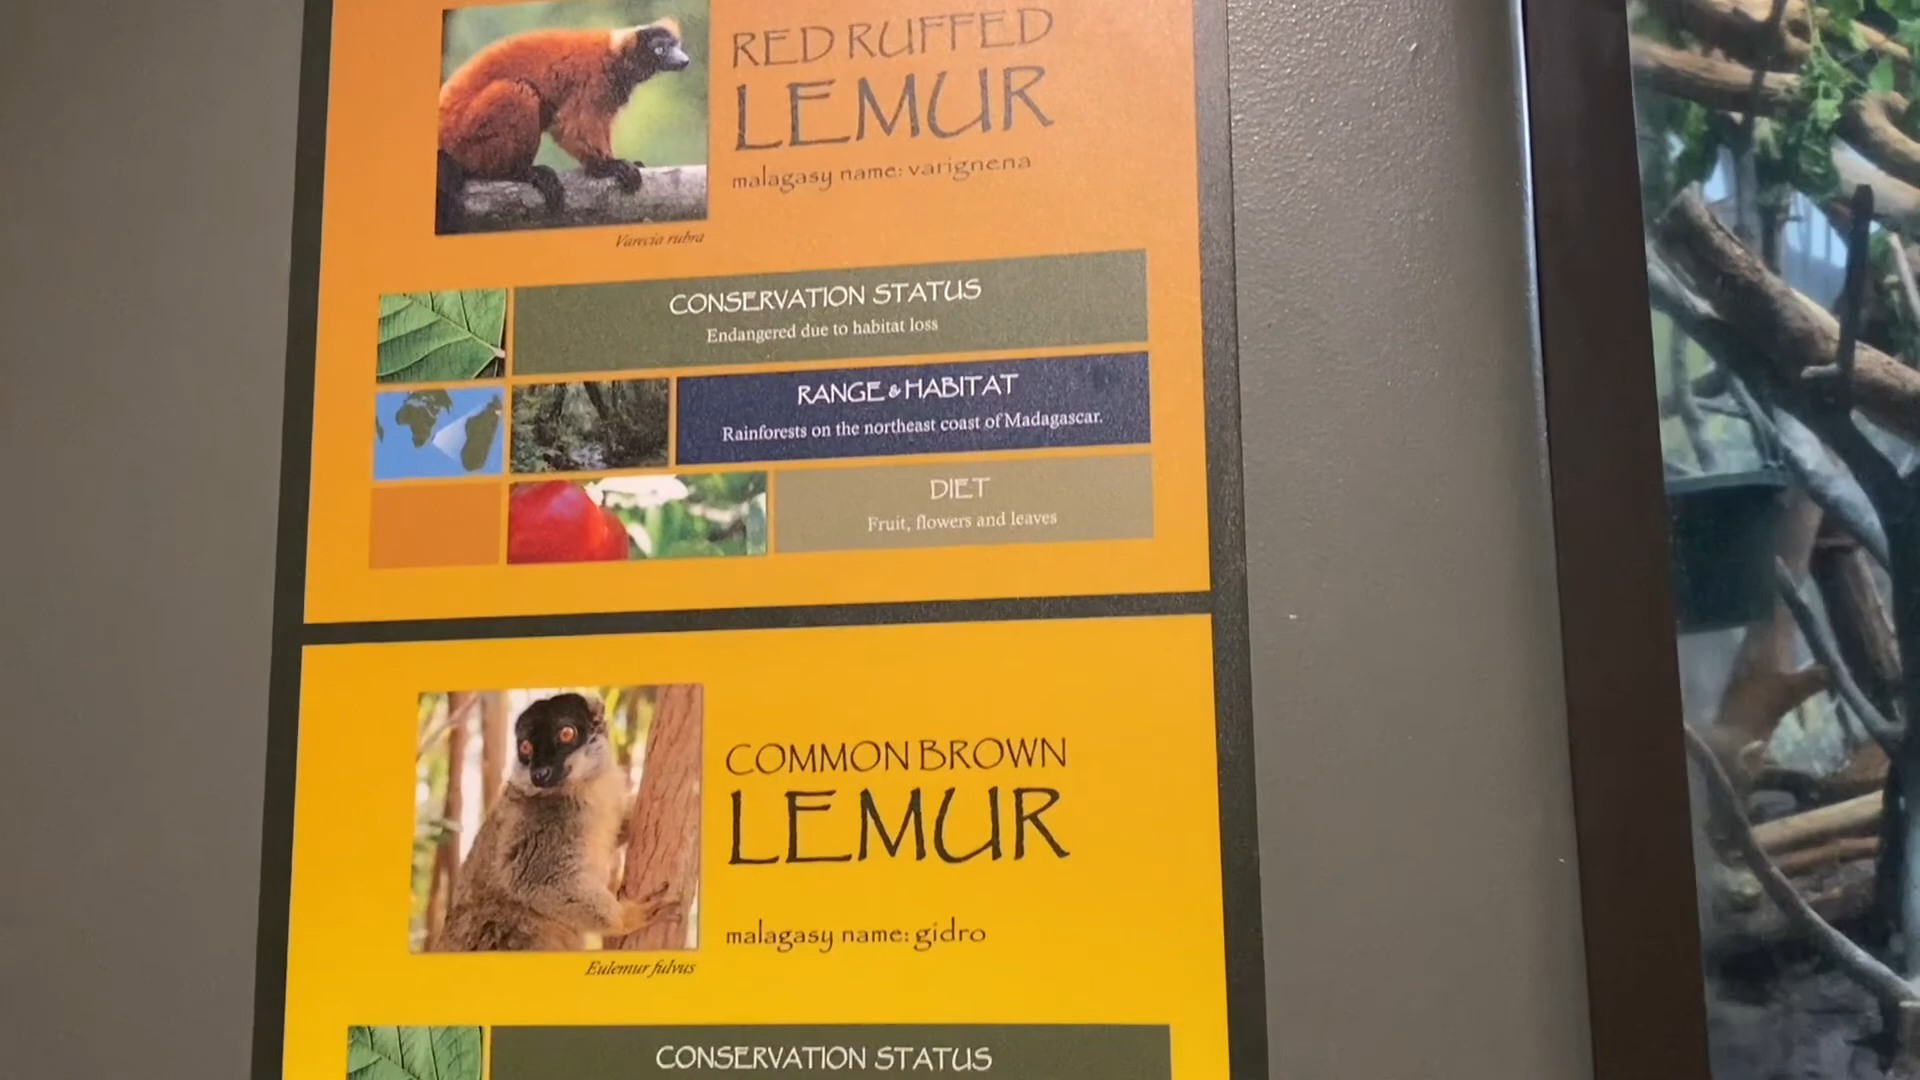 RED RUFFED
LEMUR
malagasy name: varignena
Varecia rubra
CONSERVATION STATUS
Endangered due to habitat loss
RANGE & HABITAT
Rainforests on the northeast coast of Madagascar.
DIET
Fruit, flowers and leaves
COMMON BROWN
LEMUR
malagasy name: gidro
Eulemur fulvus
CONSERVATION STATUS